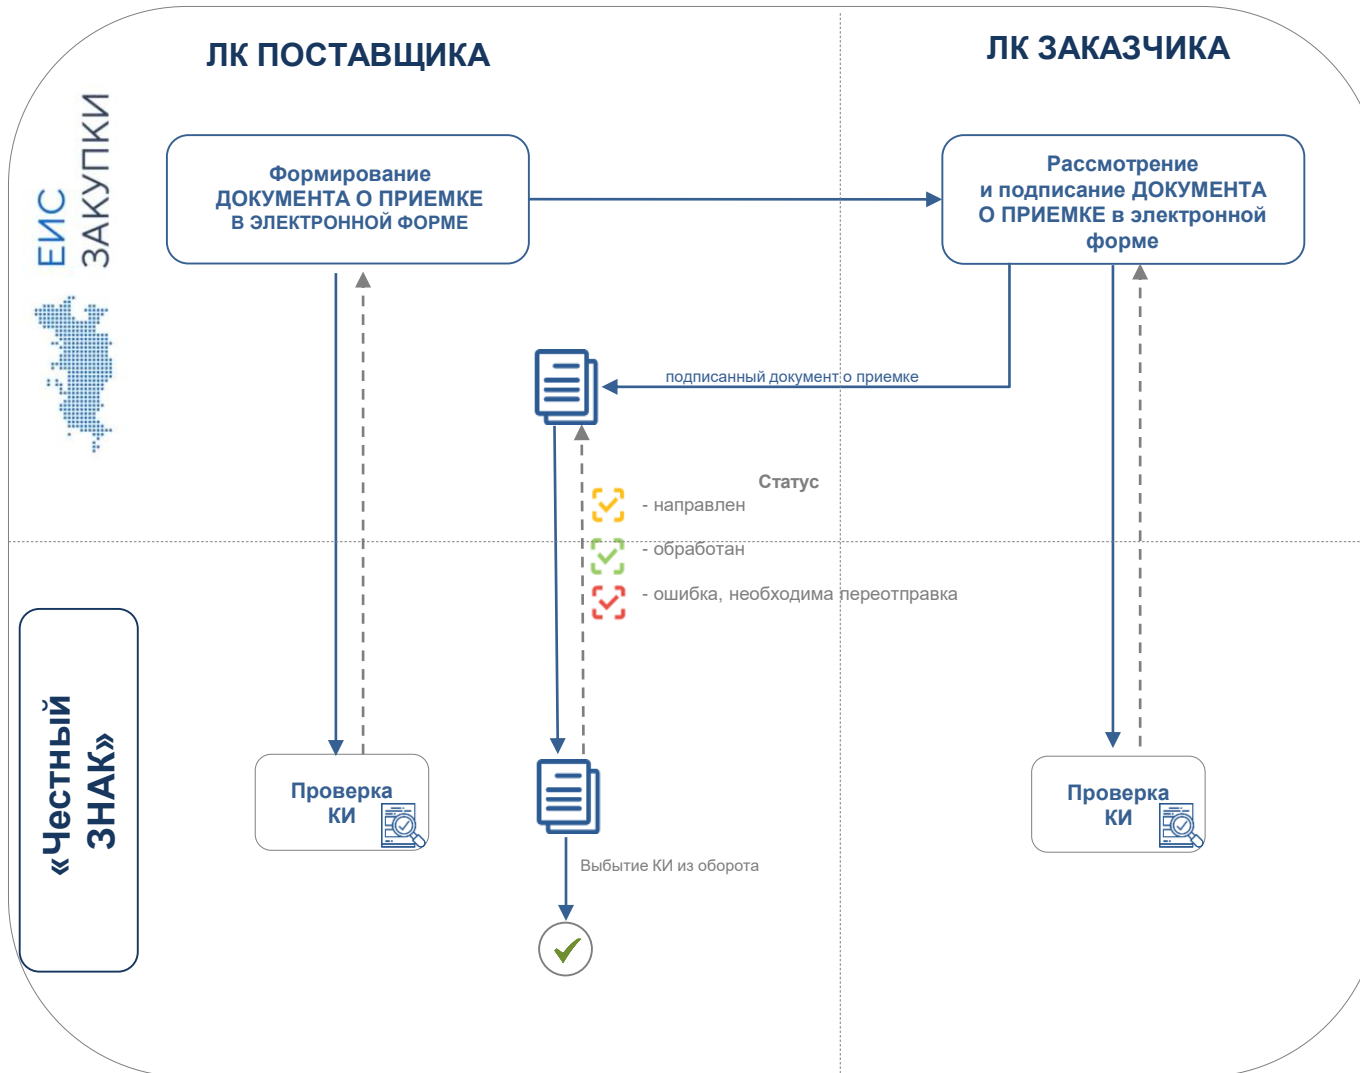 ЛК ПОСТАВЩИКА
ЛК ЗАКАЗЧИКА
ЕИС
ЗАКУПКИ
Формирование
ДОКУМЕНТА О ПРИЕМКЕ
В ЭЛЕКТРОННОЙ ФОРМЕ
Рассмотрение
и подписание ДОКУМЕНТА
О ПРИЕМКЕ в электронной
форме
подписанный документ о приемке
Статус
- направлен
- обработан
- ошибка, необходима переотправка
«Честный
ЗНАК»
Проверка
КИ
Выбытие КИ из оборота
Проверка
КИ